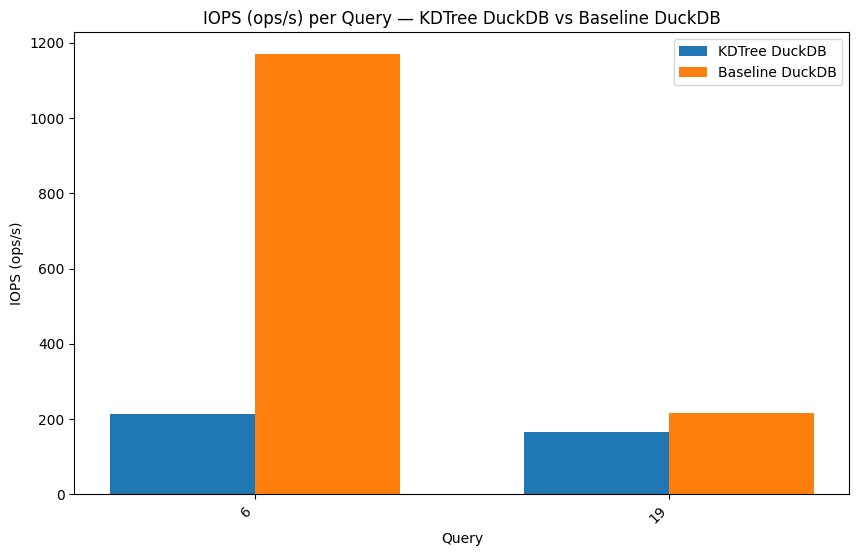 IOPS (ops/s) per Query — KDTree DuckDB vs Baseline DuckDB
KDTree DuckDB
Baseline DuckDB
1200
1000
800
600
400
200
0
IOPS (ops/s)
6
19
Query